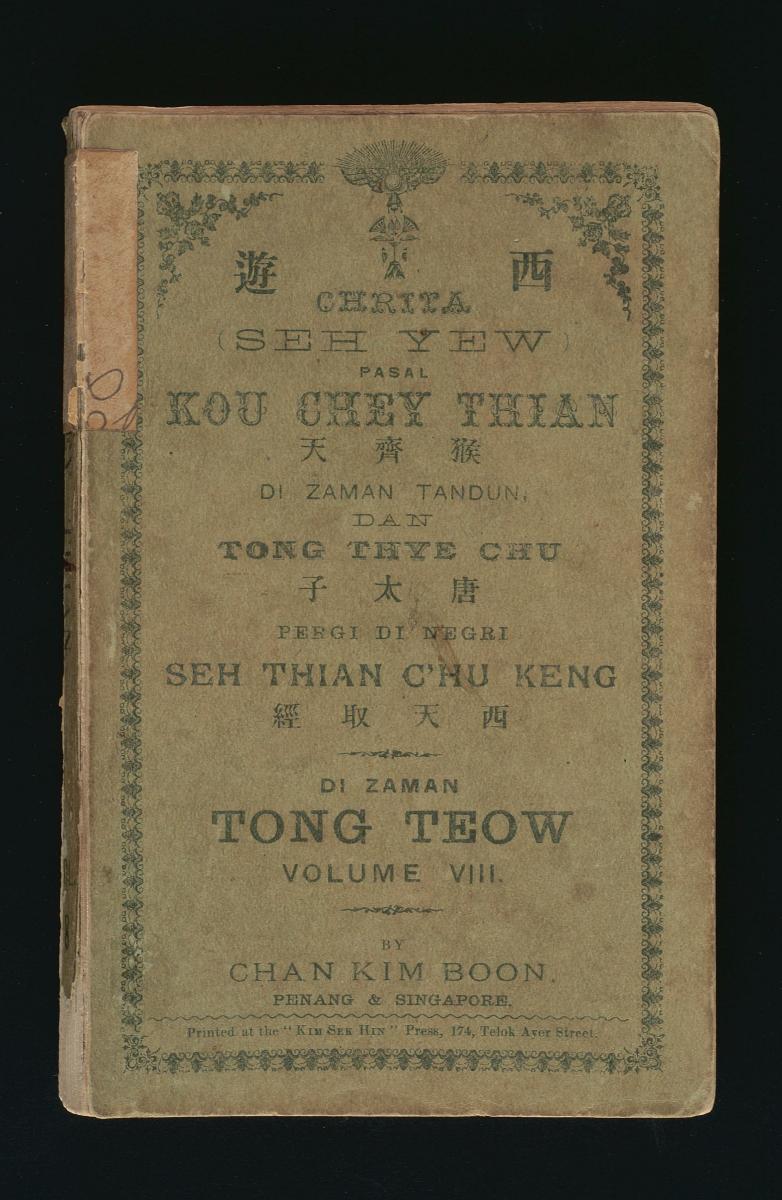 西 遊
CHRITA
(SEH YEW)
PASAL
KOU CHEY THIAN
天 齊 猴
DI ZAMAN TANDUN,
DAN
TONG THYE CHU
子 太 唐
PERGI DI NEGRI
SEH THIAN C'HU KENG
經 取 天 西
DI ZAMAN
TONG TEOW
VOLUME VIII.
BY
CHAN KIM BOON.
PENANG & SINGAPORE.
Printed at the "KIM SEK HIN" Press, 174, Telok Ayer Street.